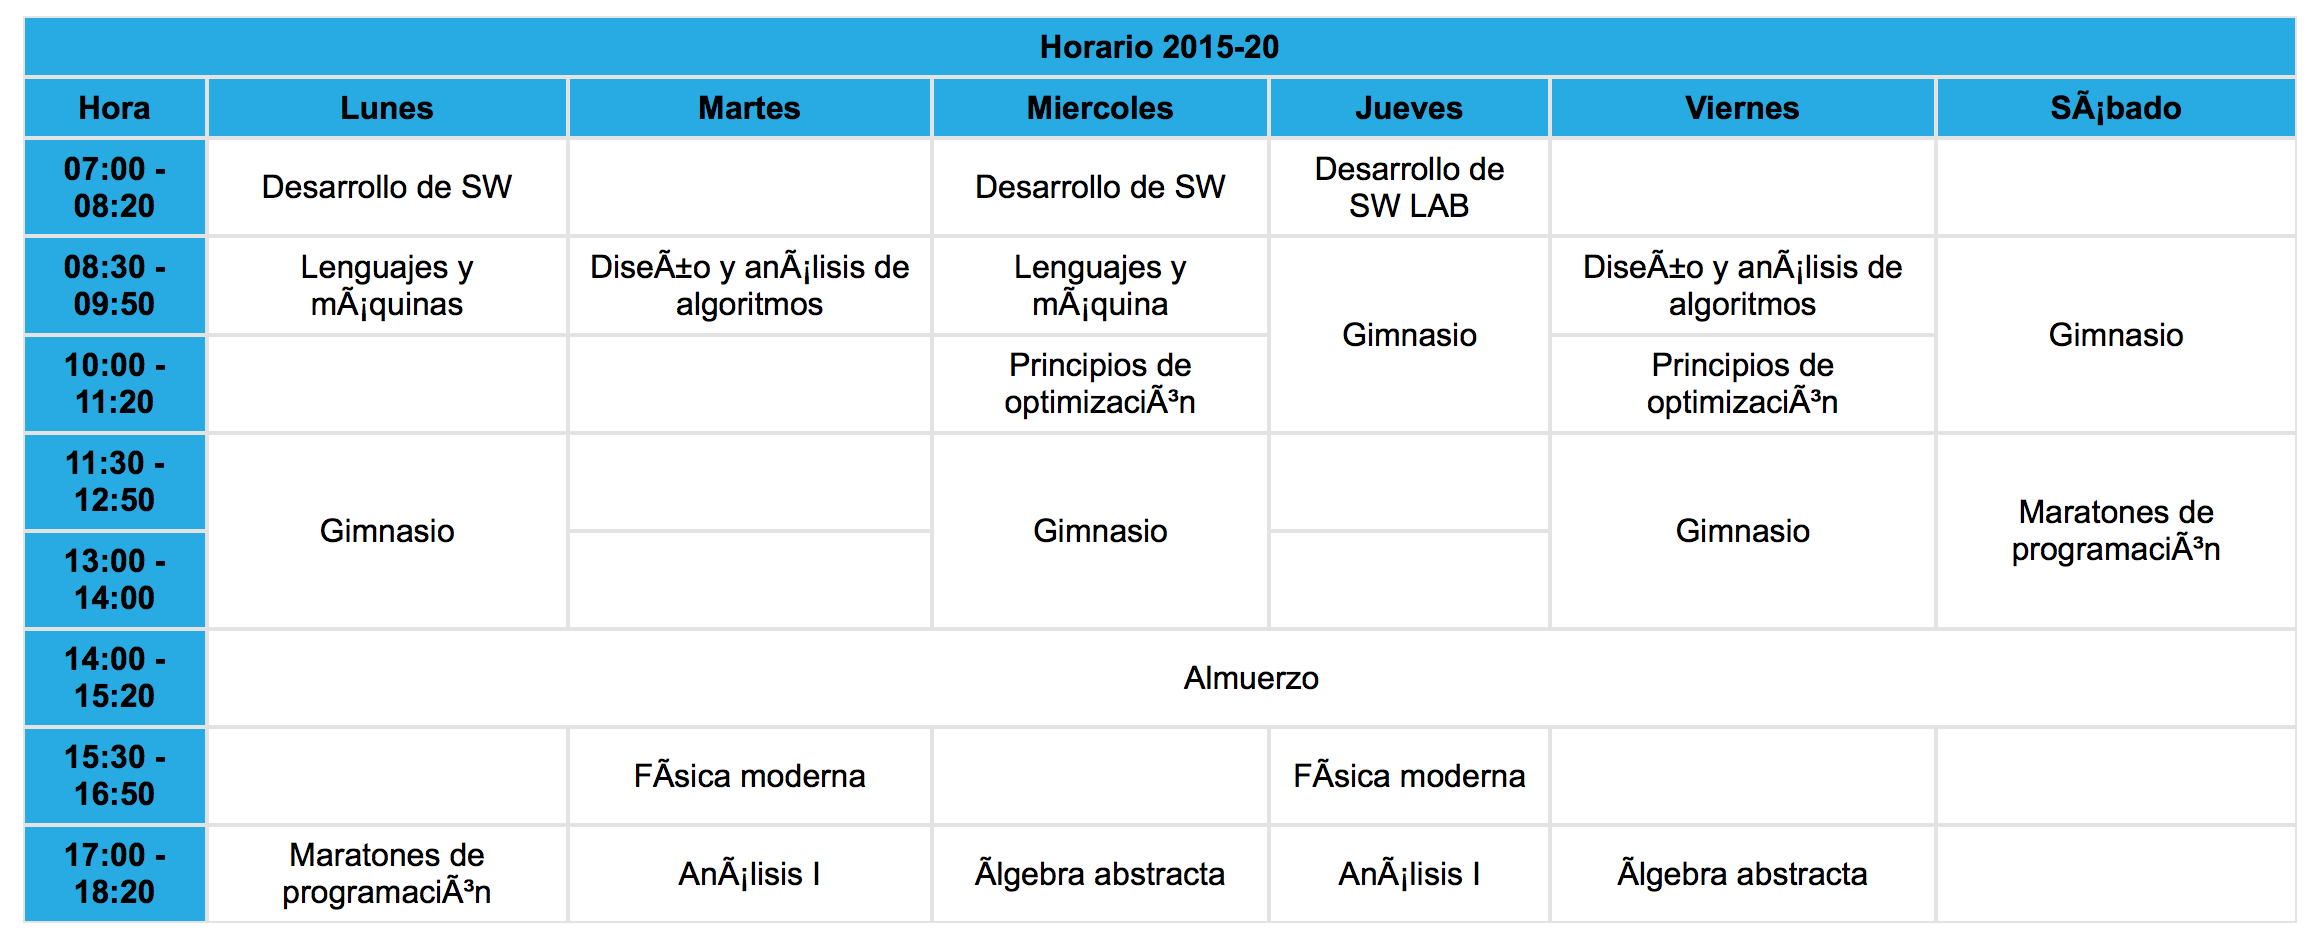 Horario 2015-20
Hora Lunes Martes Miercoles Jueves Viernes SÃ¡bado
07:00 -
08:20
Desarrollo de SW
Desarrollo de SW
Desarrollo de
SW LAB
08:30 -
09:50
Lenguajes y
mÃ¡quinas
DiseÃ±o y anÃ¡lisis de
algoritmos
Lenguajes y
mÃ¡quina
Gimnasio
DiseÃ±o y anÃ¡lisis de
algoritmos
Gimnasio
10:00 -
11:20
Principios de
optimizaciÃ³n
Principios de
optimizaciÃ³n
11:30 -
12:50
Gimnasio
Gimnasio
Gimnasio
Maratones de
programaciÃ³n
13:00 -
14:00
14:00 -
15:20
Almuerzo
15:30 -
16:50
FÃsica moderna
FÃsica moderna
17:00 -
18:20
Maratones de
programaciÃ³n
AnÃ¡lisis I
Ãlgebra abstracta
AnÃ¡lisis I
Ãlgebra abstracta